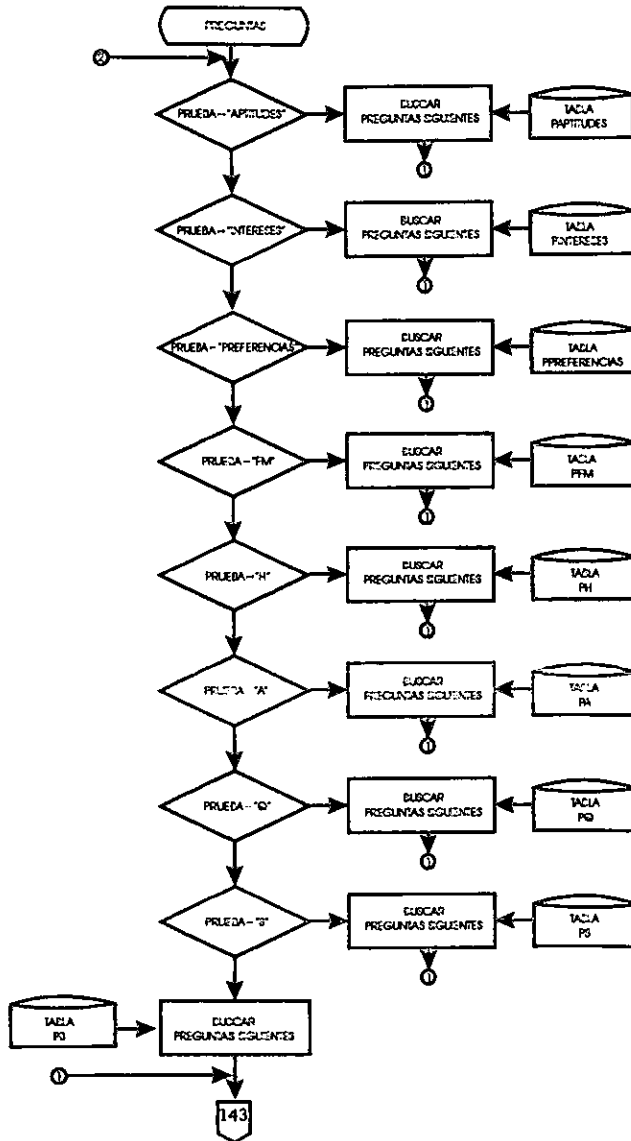 PREGUNTAS
2
PRUEBA - "APTITUDES"
BUSCAR
PREGUNTAS SIGUIENTES
TABLA
PAPTITUDES
1
PRUEBA - "INTERESES"
BUSCAR
PREGUNTAS SIGUIENTES
TABLA
PINTERESES
1
PRUEBA - "PREFERENCIAS"
BUSCAR
PREGUNTAS SIGUIENTES
TABLA
PPREFERENCIAS
1
PRUEBA - "FM"
BUSCAR
PREGUNTAS SIGUIENTES
TABLA
PFM
1
PRUEBA - "H"
BUSCAR
PREGUNTAS SIGUIENTES
TABLA
PH
1
PRUEBA - "A"
BUSCAR
PREGUNTAS SIGUIENTES
TABLA
PA
1
PRUEBA -
BUSCAR
PREGUNTAS SIGUIENTES
TABLA
1
PRUEBA - "S"
BUSCAR
PREGUNTAS SIGUIENTES
TABLA
PS
1
BUSCAR
PREGUNTAS SIGUIENTES
TABLA
1
143